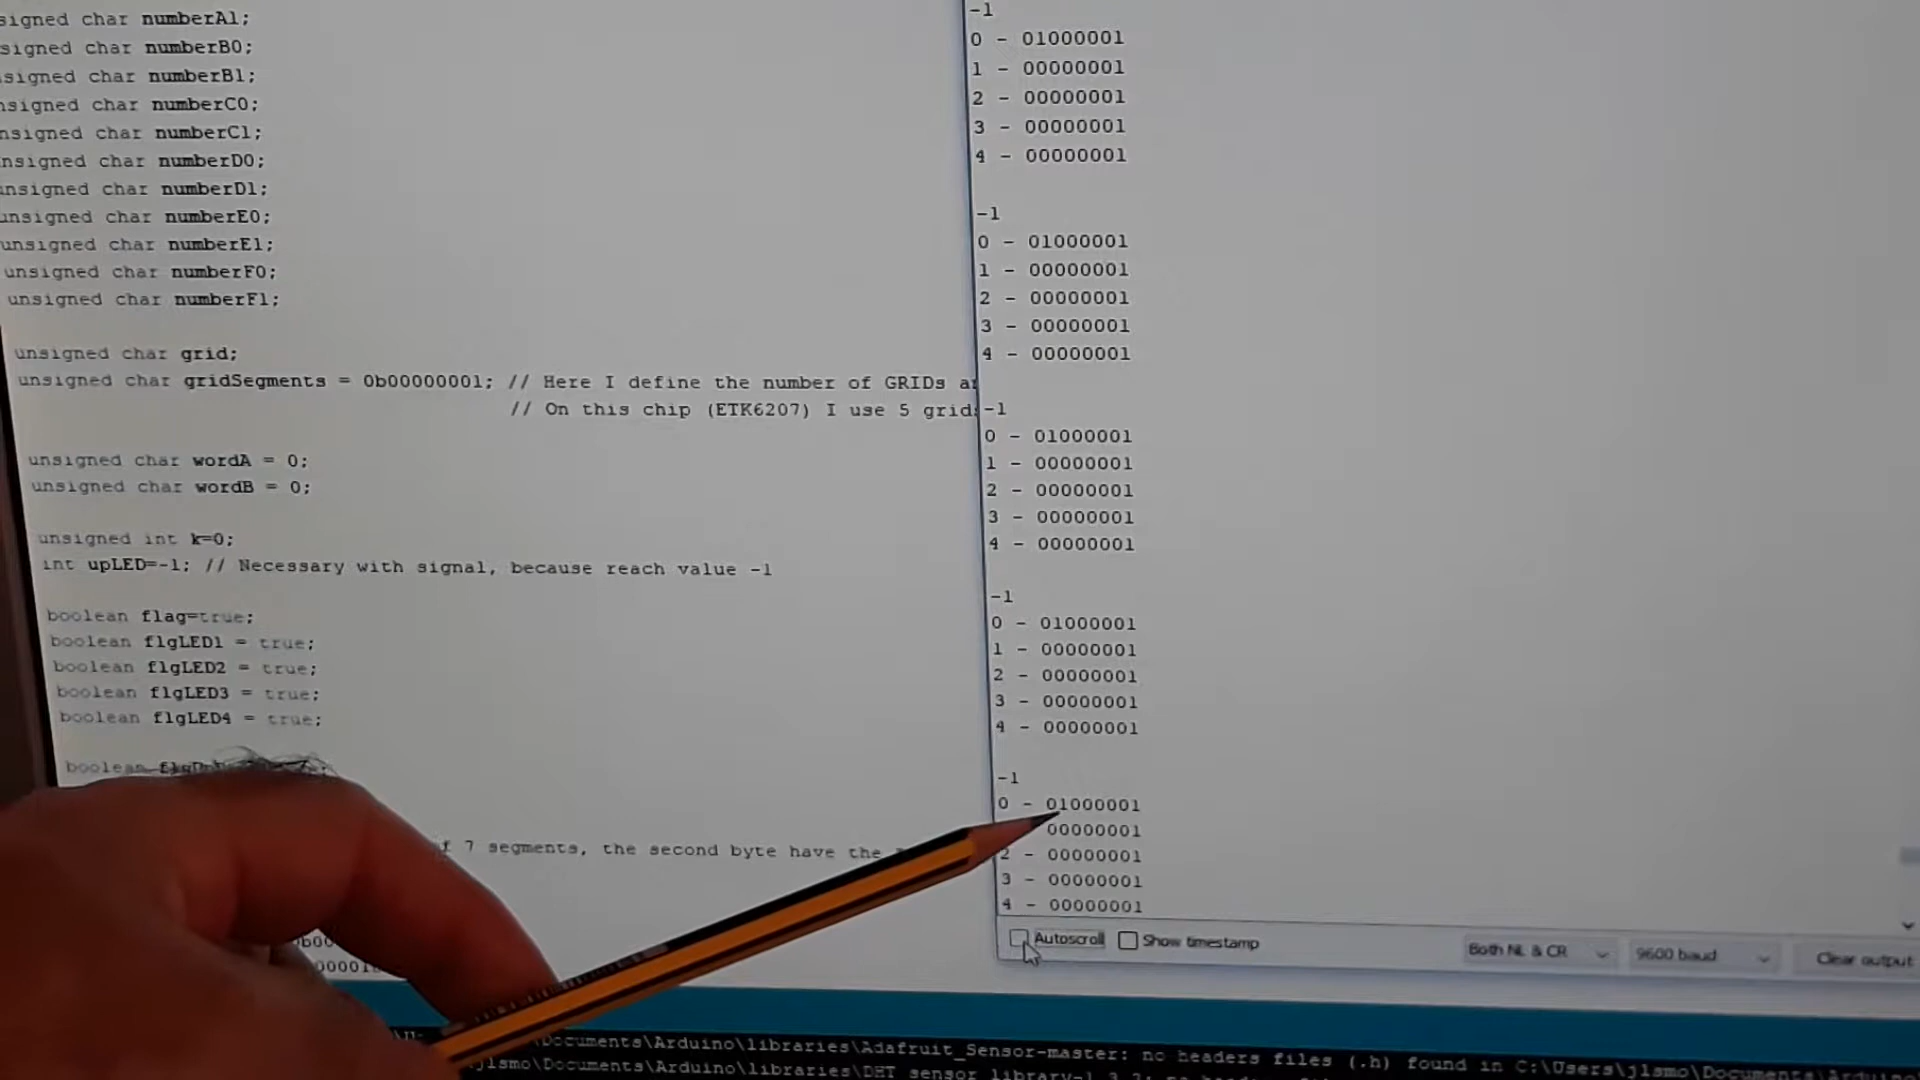 signed char numberA1;
signed char numberB0;
signed char numberB1;
nsigned char numberC0;
nsigned char numberC1;
nsigned char numberD0;
unsigned char numberD1;
unsigned char numberE0;
unsigned char numberE1;
unsigned char numberF0;
unsigned char numberF1;
unsigned char grid;
unsigned char gridSegments = 0b00000001; // Here I define the number of GRIDs
// On this chip (ETK6207) I use 5 grid
unsigned char wordA = 0;
unsigned char wordB = 0;
unsigned int k=0;
int upLED=-1; // Necessary with signal, because reach value -1
boolean flag=true;
boolean flgLED1 = true;
boolean flgLED2 = true;
boolean flgLED3 = true;
boolean flgLED4 = true;
boolean
7 segments, the second byte have the
-1
0 - 01000001
1 - 00000001
2 - 00000001
3 - 00000001
4 - 00000001
-1
0 - 01000001
1 - 00000001
2 - 00000001
3 - 00000001
4 - 00000001
-1
0 - 01000001
1 - 00000001
2 - 00000001
3 - 00000001
4 - 00000001
-1
0 - 01000001
1 - 00000001
2 - 00000001
3 - 00000001
4 - 00000001
-1
0 - 01000001
00000001
2 - 00000001
3 - 00000001
4 - 00000001
Autoscroll Show timestamp Both NL & CR 9600 baud Clear output
Documents\Arduino\libraries\Adafruit_Sensor-master: no headers files (.h) found in C:\Users\jlsmo\Documents\Arduino
jlsmo\Documents\Arduino\libraries\DHT_sensor_library-1.3.7: no headers files